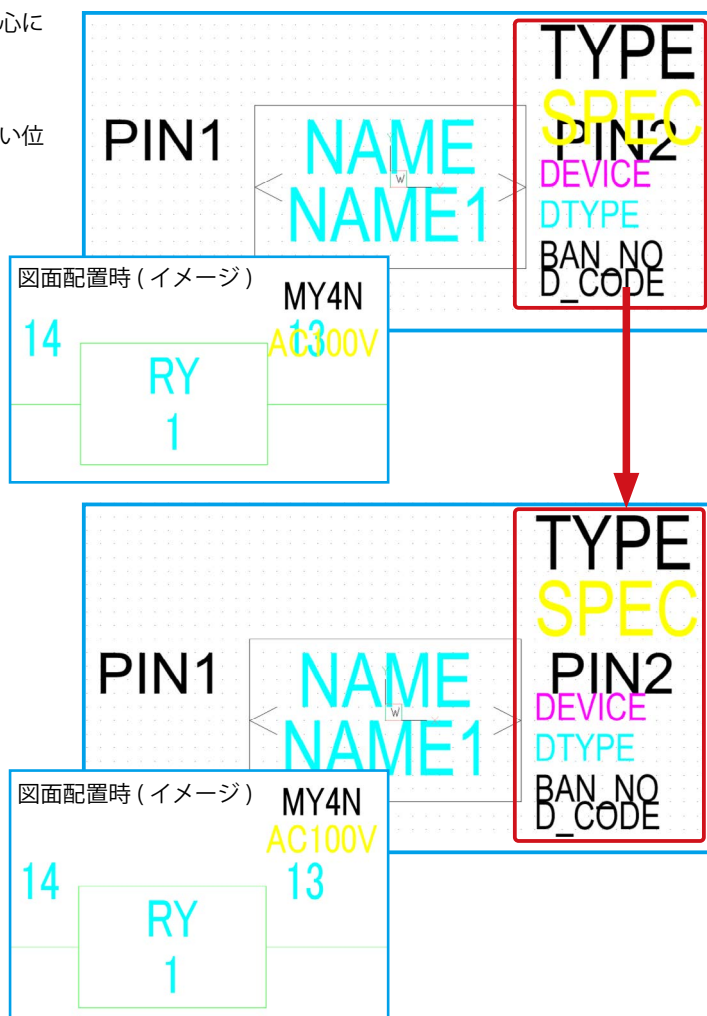 心に
い位
TYPE
SPEC
PIN1
NAME
PIN2
DEVICE
NAME1
DTYPE
BAN_NO
D_CODE
Y
W
X
図面配置時 ( イメージ )
MY4N
14
13
AC100V
RY
1
TYPE
SPEC
PIN1
NAME
PIN2
DEVICE
NAME1
DTYPE
BAN_NO
D_CODE
Y
W
X
図面配置時 ( イメージ )
MY4N
AC100V
14
13
RY
1